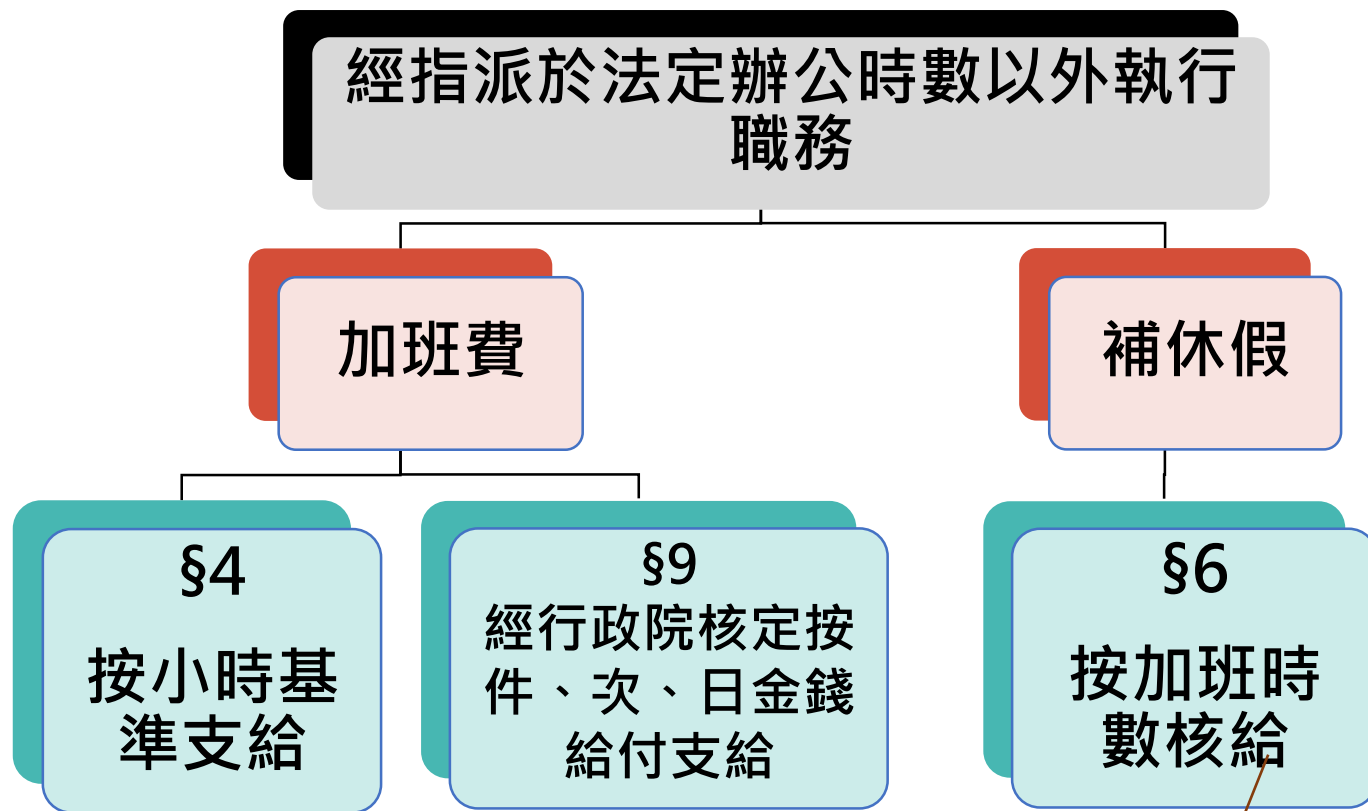 經指派於法定辦公時數以外執行
職務
加班費
補休假
§4
按小時基
準支給
§9
經行政院核定按
件、次、日金錢
給付支給
§6
按加班時
數核給